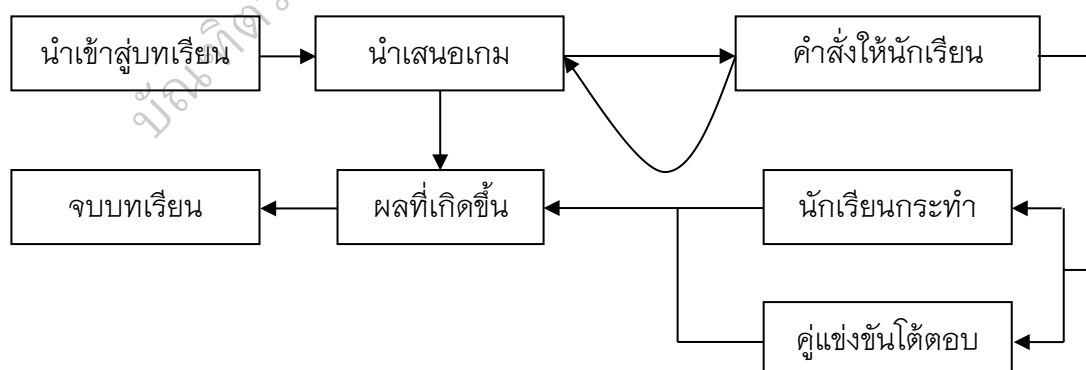 นำเข้าสู่บทเรียน
นำเสนอเกม
คำสั่งให้นักเรียน
จบบทเรียน
ผลที่เกิดขึ้น
นักเรียนกระทำ
คู่แข่งขันโต้ตอบ